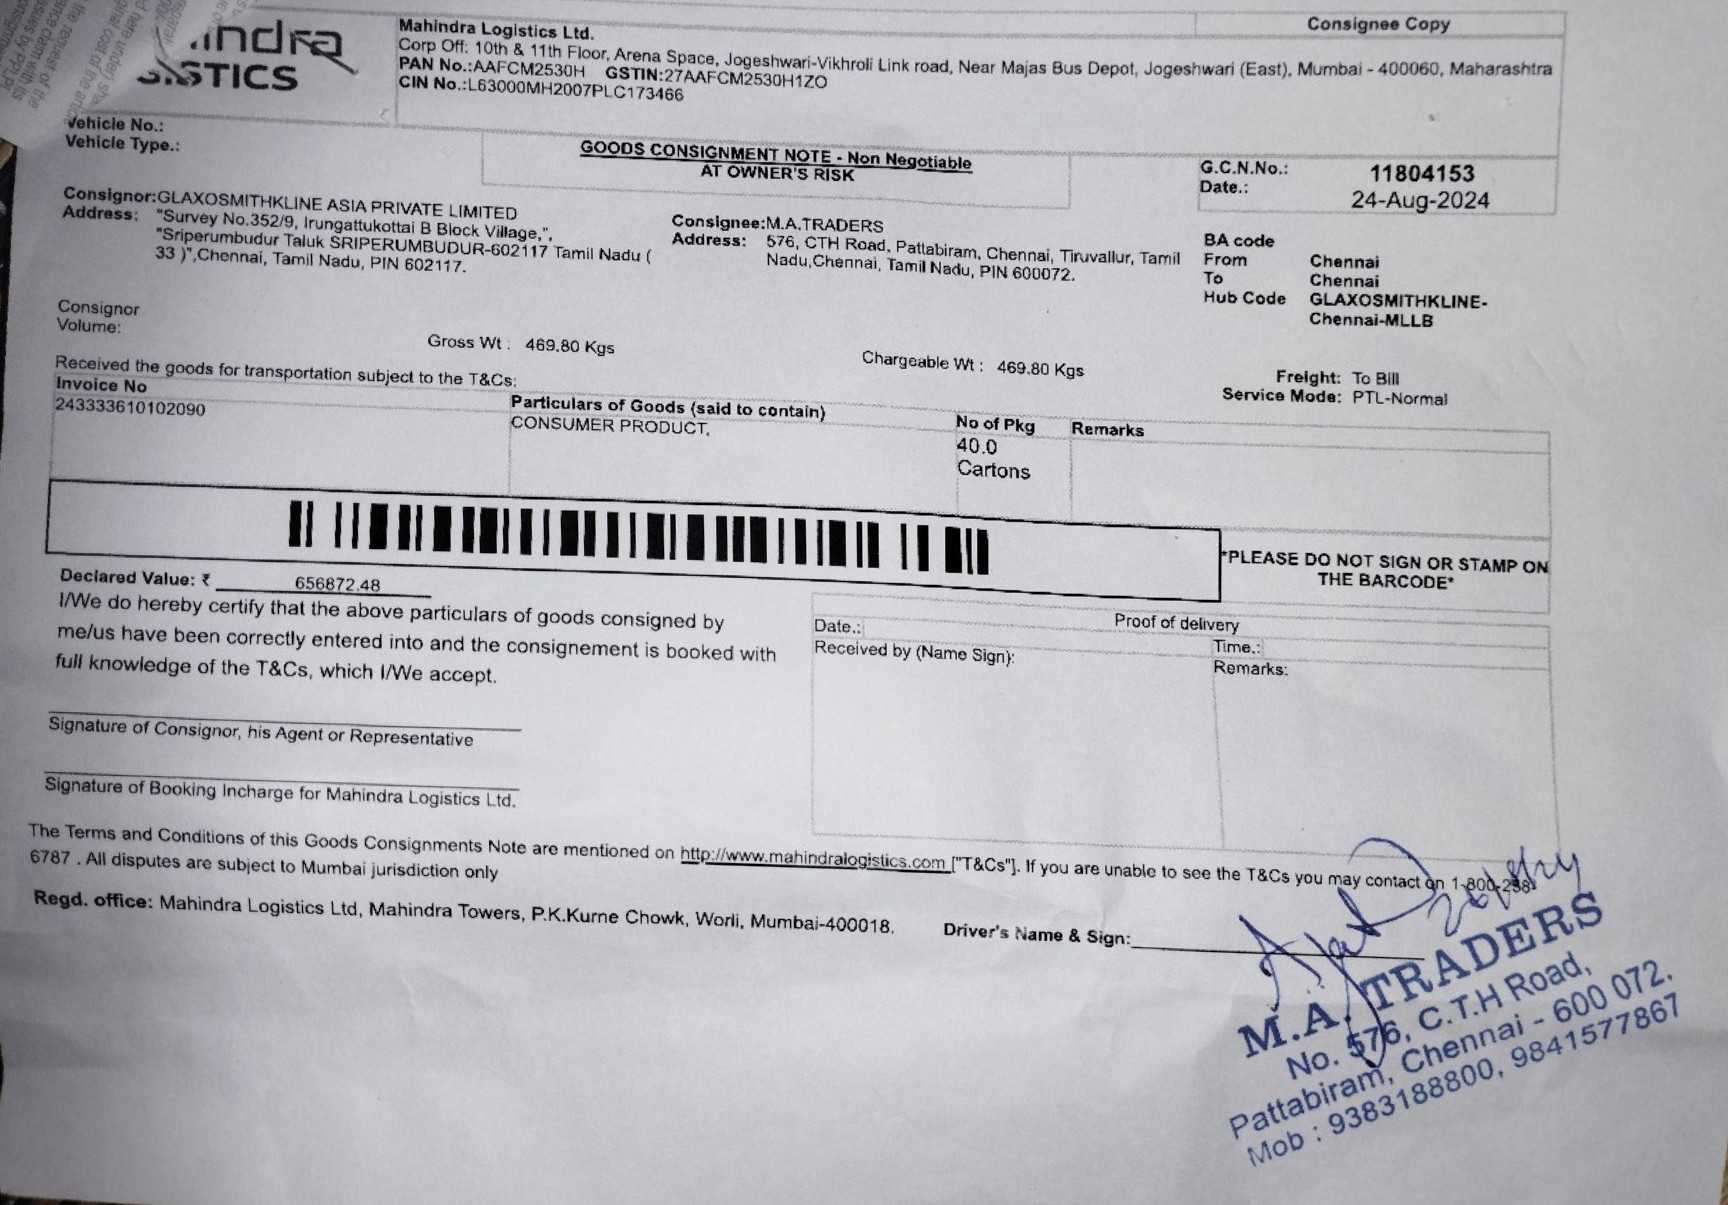 Consignee Copy
Mahindra Logistics Ltd.
Corp Off: 10th & 11th Floor, Arena Space, Jogeshwari-Vikhroli Link road, Near Majas Bus Depot, Jogeshwari (East), Mumbai - 400060, Maharashtra
PAN No.:AAFCM2530H GSTIN:27AAFCM2530H1ZO
CIN No.:L63000MH2007PLC173466
Vehicle No.:
Vehicle Type.:
GOODS CONSIGNMENT NOTE - Non Negotiable
AT OWNER'S RISK
G.C.N.No.: 11804153
Date.: 24-Aug-2024
Consignor:GLAXOSMITHKLINE ASIA PRIVATE LIMITED
Address: "Survey No.352/9, Irungattukottai B Block Village,",
"Sriperumbudur Taluk SRIPERUMBUDUR-602117 Tamil Nadu (
33 )",Chennai, Tamil Nadu, PIN 602117.
Consignee:M.A.TRADERS
Address: 576, CTH Road, Pattabiram, Chennai, Tiruvallur, Tamil
Nadu,Chennai, Tamil Nadu, PIN 600072.
BA code
From Chennai
To Chennai
Hub Code GLAXOSMITHKLINE-
Chennai-MLLB
Consignor
Volume:
Gross Wt : 469.80 Kgs
Chargeable Wt : 469.80 Kgs
Freight: To Bill
Service Mode: PTL-Normal
Received the goods for transportation subject to the T&Cs:
Invoice No
243333610102090
Particulars of Goods (said to contain)
CONSUMER PRODUCT,
No of Pkg
40.0
Cartons
Remarks
*PLEASE DO NOT SIGN OR STAMP ON
THE BARCODE*
Declared Value: ₹ 656872.48
I/We do hereby certify that the above particulars of goods consigned by
me/us have been correctly entered into and the consignement is booked with
full knowledge of the T&Cs, which I/We accept.
Proof of delivery
Date.:
Time.:
Received by (Name Sign):
Remarks:
Signature of Consignor, his Agent or Representative
Signature of Booking Incharge for Mahindra Logistics Ltd.
The Terms and Conditions of this Goods Consignments Note are mentioned on http://www.mahindralogistics.com ["T&Cs"]. If you are unable to see the T&Cs you may contact on 1-800-258-
6787 . All disputes are subject to Mumbai jurisdiction only
Regd. office: Mahindra Logistics Ltd, Mahindra Towers, P.K.Kurne Chowk, Worli, Mumbai-400018.
Driver's Name & Sign:
M.A. TRADERS
No. 576, C.T.H Road,
Pattabiram, Chennai - 600 072.
Mob : 9383188800, 9841577867